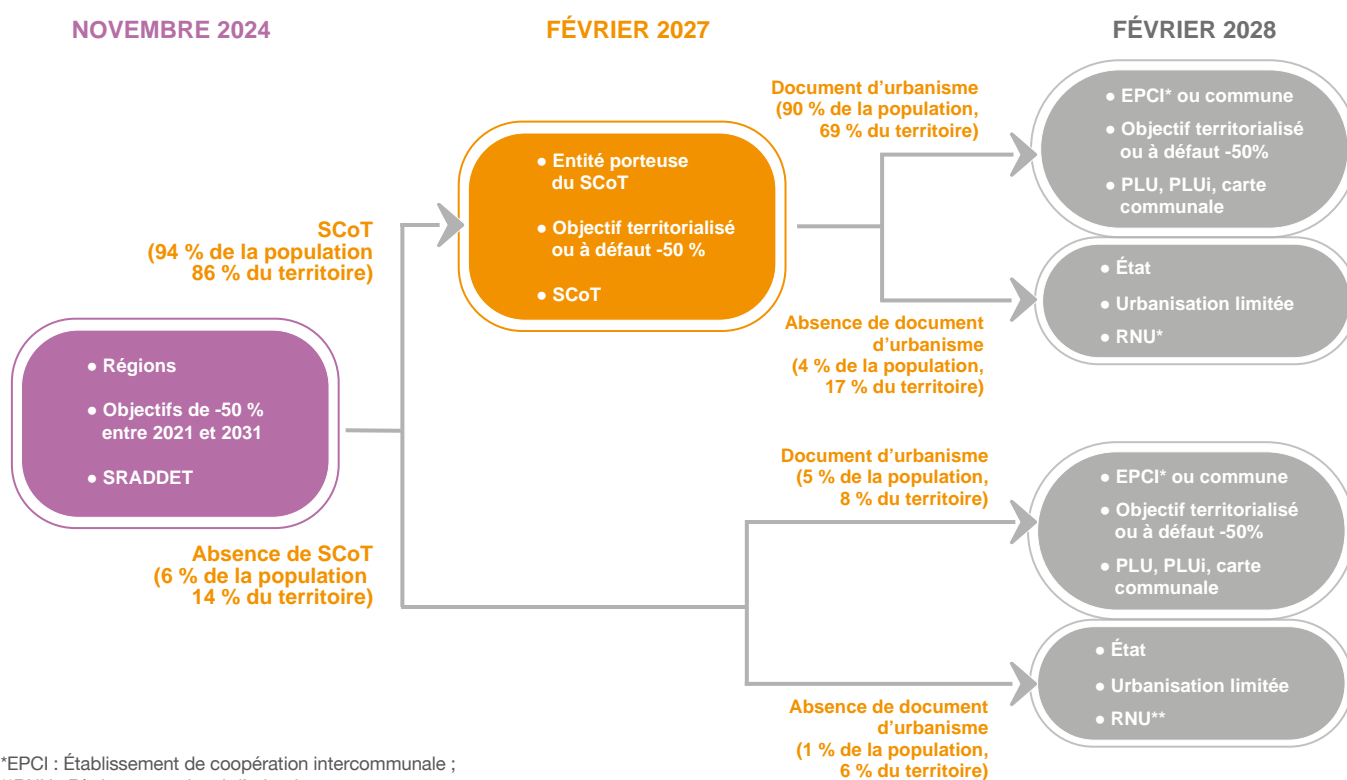 NOVEMBRE 2024
FÉVRIER 2027
FÉVRIER 2028
● Régions
● Objectifs de -50 %
entre 2021 et 2031
● SRADDET
SCoT
(94 % de la population
86 % du territoire)
Absence de SCoT
(6 % de la population
14 % du territoire)
● Entité porteuse
du SCoT
● Objectif territorialisé
ou à défaut -50 %
● SCoT
Document d’urbanisme
(90 % de la population,
69 % du territoire)
Absence de document
d’urbanisme
(4 % de la population,
17 % du territoire)
Document d’urbanisme
(5 % de la population,
8 % du territoire)
Absence de document
d’urbanisme
(1 % de la population,
6 % du territoire)
● EPCI* ou commune
● Objectif territorialisé
ou à défaut -50%
● PLU, PLUi, carte
communale
● État
● Urbanisation limitée
● RNU*
● EPCI* ou commune
● Objectif territorialisé
ou à défaut -50%
● PLU, PLUi, carte
communale
● État
● Urbanisation limitée
● RNU**
*EPCI : Établissement de coopération intercommunale ;